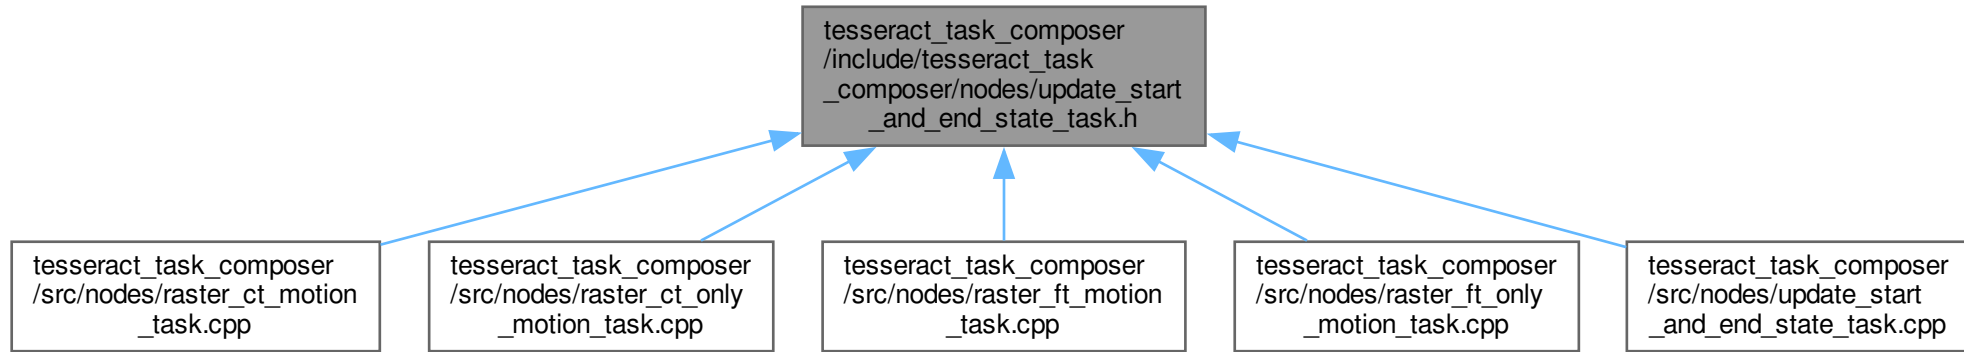 tesseract_task_composer
/include/tesseract_task
_composer/nodes/update_start
_and_end_state_task.h
tesseract_task_composer
/src/nodes/raster_ct_motion
_task.cpp
tesseract_task_composer
/src/nodes/raster_ct_only
_motion_task.cpp
tesseract_task_composer
/src/nodes/raster_ft_motion
_task.cpp
tesseract_task_composer
/src/nodes/raster_ft_only
_motion_task.cpp
tesseract_task_composer
/src/nodes/update_start
_and_end_state_task.cpp